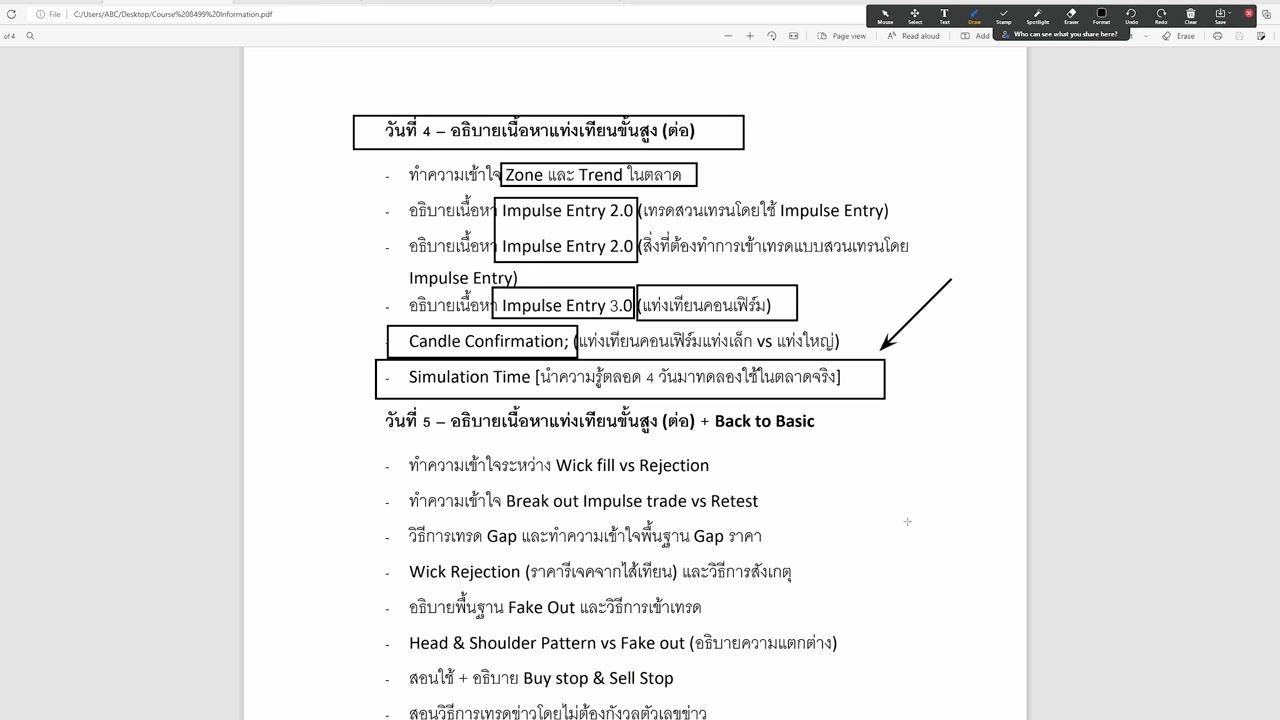 File
C:/Users/ABC/Desktop/Course%208499%20Information.pdf
Mouse Select Text Draw Stamp Spotlight Eraser Format Undo Redo Clear Save
Who can see what you share here?
of 4
Page view
Read aloud
Add
Erase
วันที่ 4 – อธิบายเนื้อหาแท่งเทียนขั้นสูง (ต่อ)
- ทำความเข้าใจ Zone และ Trend ในตลาด
- อธิบายเนื้อหา Impulse Entry 2.0 (เทรดสวนเทรนโดยใช้ Impulse Entry)
- อธิบายเนื้อหา Impulse Entry 2.0 (สิ่งที่ต้องทำการเข้าเทรดแบบสวนเทรนโดย
Impulse Entry)
- อธิบายเนื้อหา Impulse Entry 3.0 (แท่งเทียนคอนเฟิร์ม)
- Candle Confirmation; (แท่งเทียนคอนเฟิร์มแท่งเล็ก vs แท่งใหญ่)
- Simulation Time [นำความรู้ตลอด 4 วันมาทดลองใช้ในตลาดจริง]
วันที่ 5 – อธิบายเนื้อหาแท่งเทียนขั้นสูง (ต่อ) + Back to Basic
- ทำความเข้าใจระหว่าง Wick fill vs Rejection
- ทำความเข้าใจ Break out Impulse trade vs Retest
- วิธีการเทรด Gap และทำความเข้าใจพื้นฐาน Gap ราคา
- Wick Rejection (ราคารีเจคจากไส้เทียน) และวิธีการสังเกตุ
- อธิบายพื้นฐาน Fake Out และวิธีการเข้าเทรด
- Head & Shoulder Pattern vs Fake out (อธิบายความแตกต่าง)
- สอนใช้ + อธิบาย Buy stop & Sell Stop
- สอนวิธีการเทรดข่าวโดยไม่ต้องกังวลตัวเลขข่าว